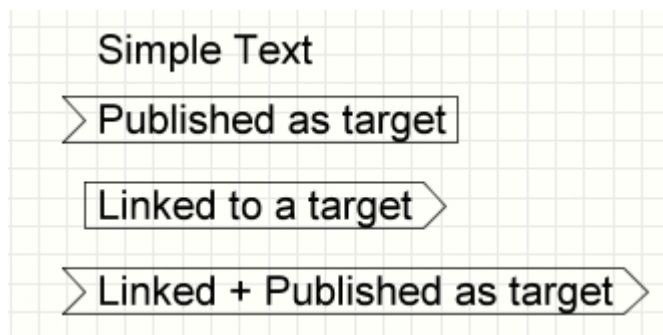 Simple Text
Published as target
Linked to a target
Linked + Published as target